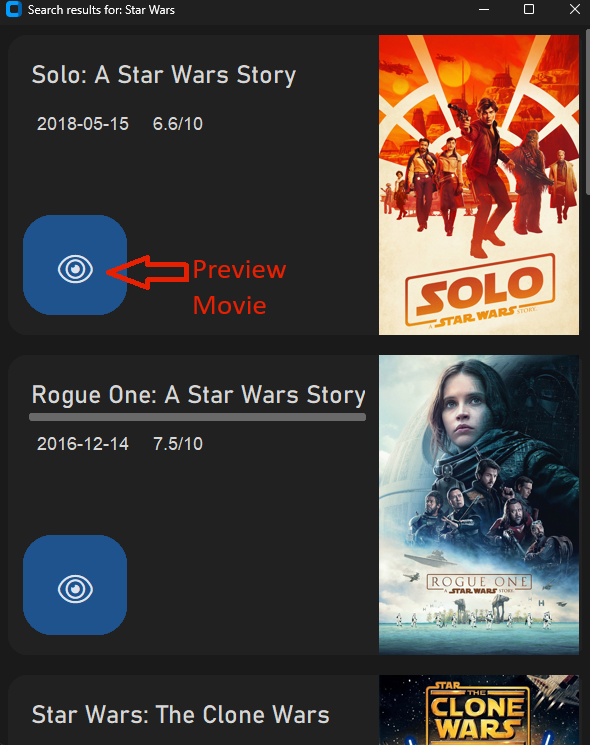 Search results for: Star Wars
Solo: A Star Wars Story
2018-05-15 6.6/10
Preview
Movie
SOLO
A STAR WARS STORY
Rogue One: A Star Wars Story
2016-12-14 7.5/10
ROGUE ONE
A STAR WARS STORY
Star Wars: The Clone Wars
STAR
THE
CLONE
WARS